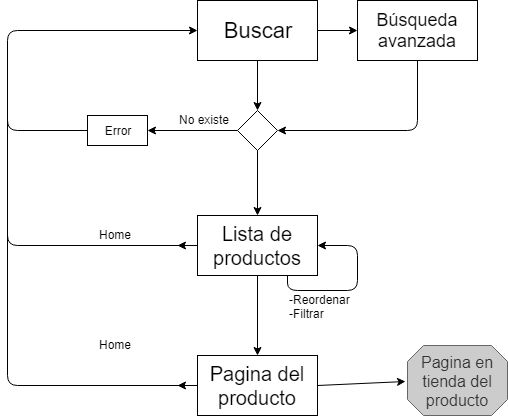 Buscar
Búsqueda
avanzada
No existe
Error
Home
Lista de
productos
-Reordenar
-Filtrar
Home
Pagina del
producto
Pagina en
tienda del
producto